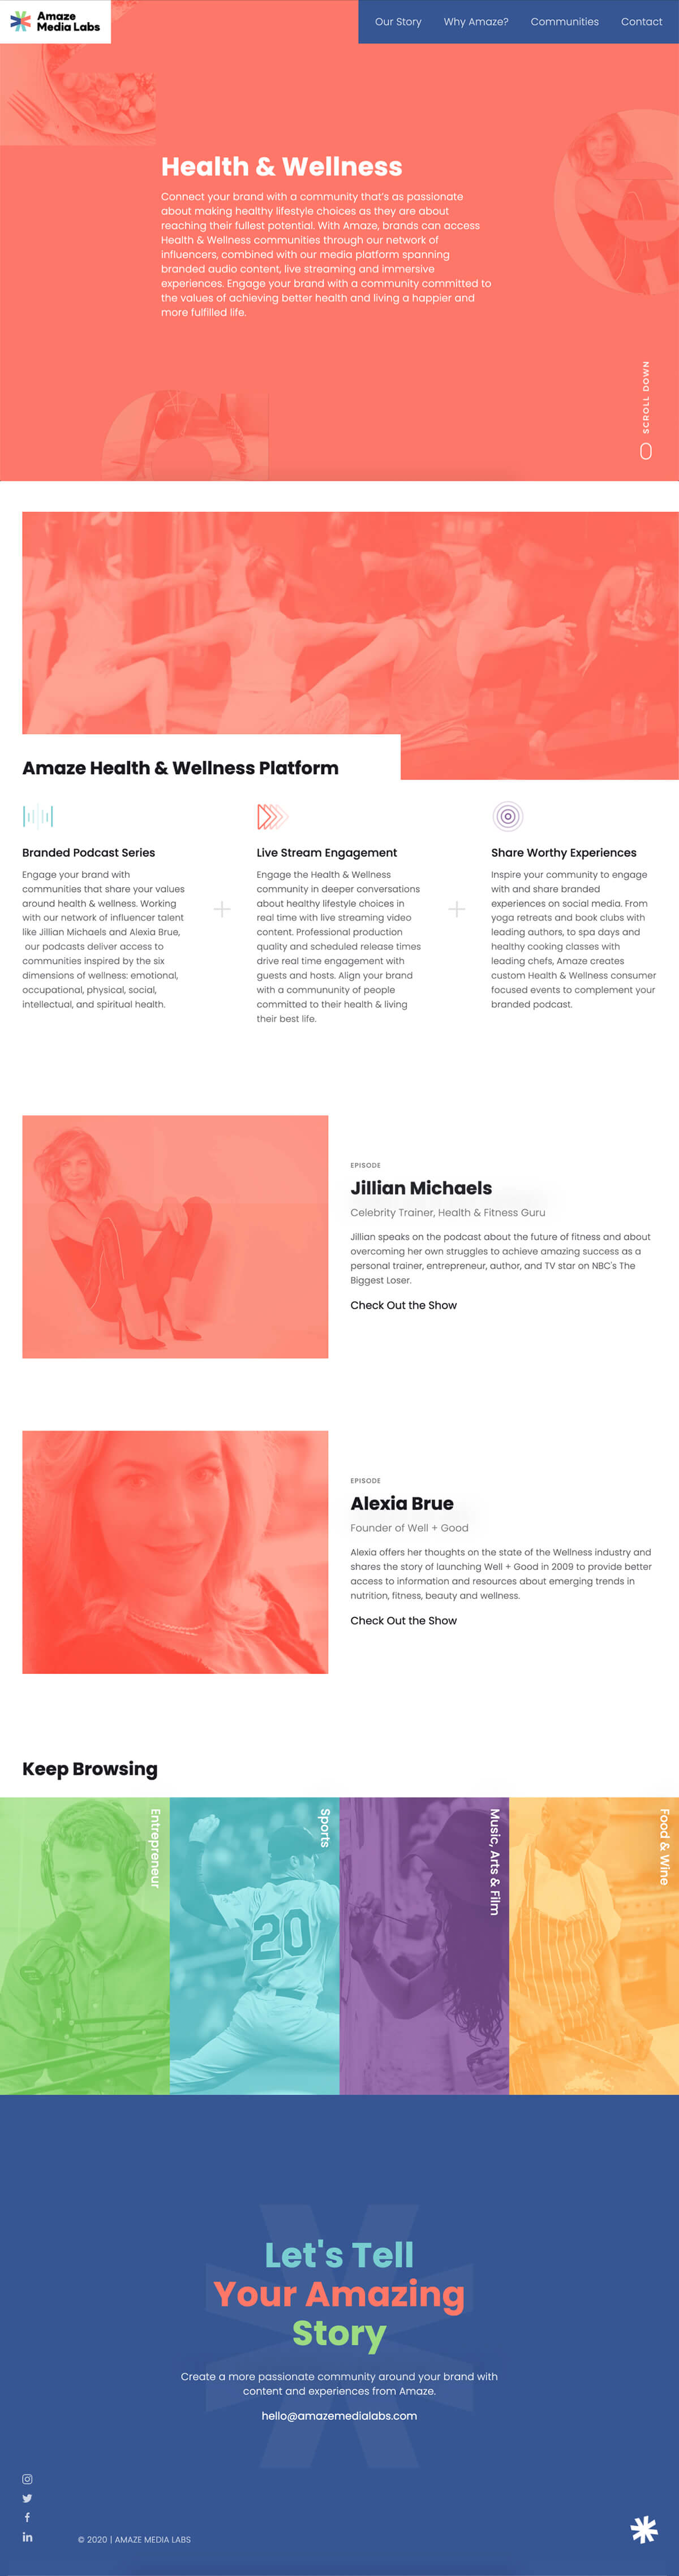 Amaze
Media Labs
Our Story
Why Amaze?
Communities
Contact
Health & Wellness
Connect your brand with a community that's as passionate
about making healthy lifestyle choices as they are about
reaching their fullest potential. With Amaze, brands can access
Health & Wellness communities through our network of
influencers, combined with our media platform spanning
branded audio content, live streaming and immersive
experiences. Engage your brand with a community committed to
the values of achieving better health and living a happier and
more fulfilled life.
SCROLL DOWN
Amaze Health & Wellness Platform
Branded Podcast Series
Engage your brand with
communities that share your values
around health & wellness. Working
with our network of influencer talent
like Jillian Michaels and Alexia Brue,
our podcasts deliver access to
communities inspired by the six
dimensions of wellness: emotional,
occupational, physical, social,
intellectual, and spiritual health.
Live Stream Engagement
Engage the Health & Wellness
community in deeper conversations
about healthy lifestyle choices in
real time with live streaming video
content. Professional production
quality and scheduled release times
drive real time engagement with
guests and hosts. Align your brand
with a commununity of people
committed to their health & living
their best life.
Share Worthy Experiences
Inspire your community to engage
with and share branded
experiences on social media. From
yoga retreats and book clubs with
leading authors, to spa days and
healthy cooking classes with
leading chefs, Amaze creates
custom Health & Wellness consumer
focused events to complement your
branded podcast.
EPISODE
Jillian Michaels
Celebrity Trainer, Health & Fitness Guru
Jillian speaks on the podcast about the future of fitness and about
overcoming her own struggles to achieve amazing success as a
personal trainer, entrepreneur, author, and TV star on NBC's The
Biggest Loser.
Check Out the Show
EPISODE
Alexia Brue
Founder of Well + Good
Alexia offers her thoughts on the state of the Wellness industry and
shares the story of launching Well + Good in 2009 to provide better
access to information and resources about emerging trends in
nutrition, fitness, beauty and wellness.
Check Out the Show
Keep Browsing
Entrepreneur
Sports
20
Music, Arts & Film
Food & Wine
Let's Tell
Your Amazing
Story
Create a more passionate community around your brand with
content and experiences from Amaze.
hello@amazemedialabs.com
© 2020 | AMAZE MEDIA LABS